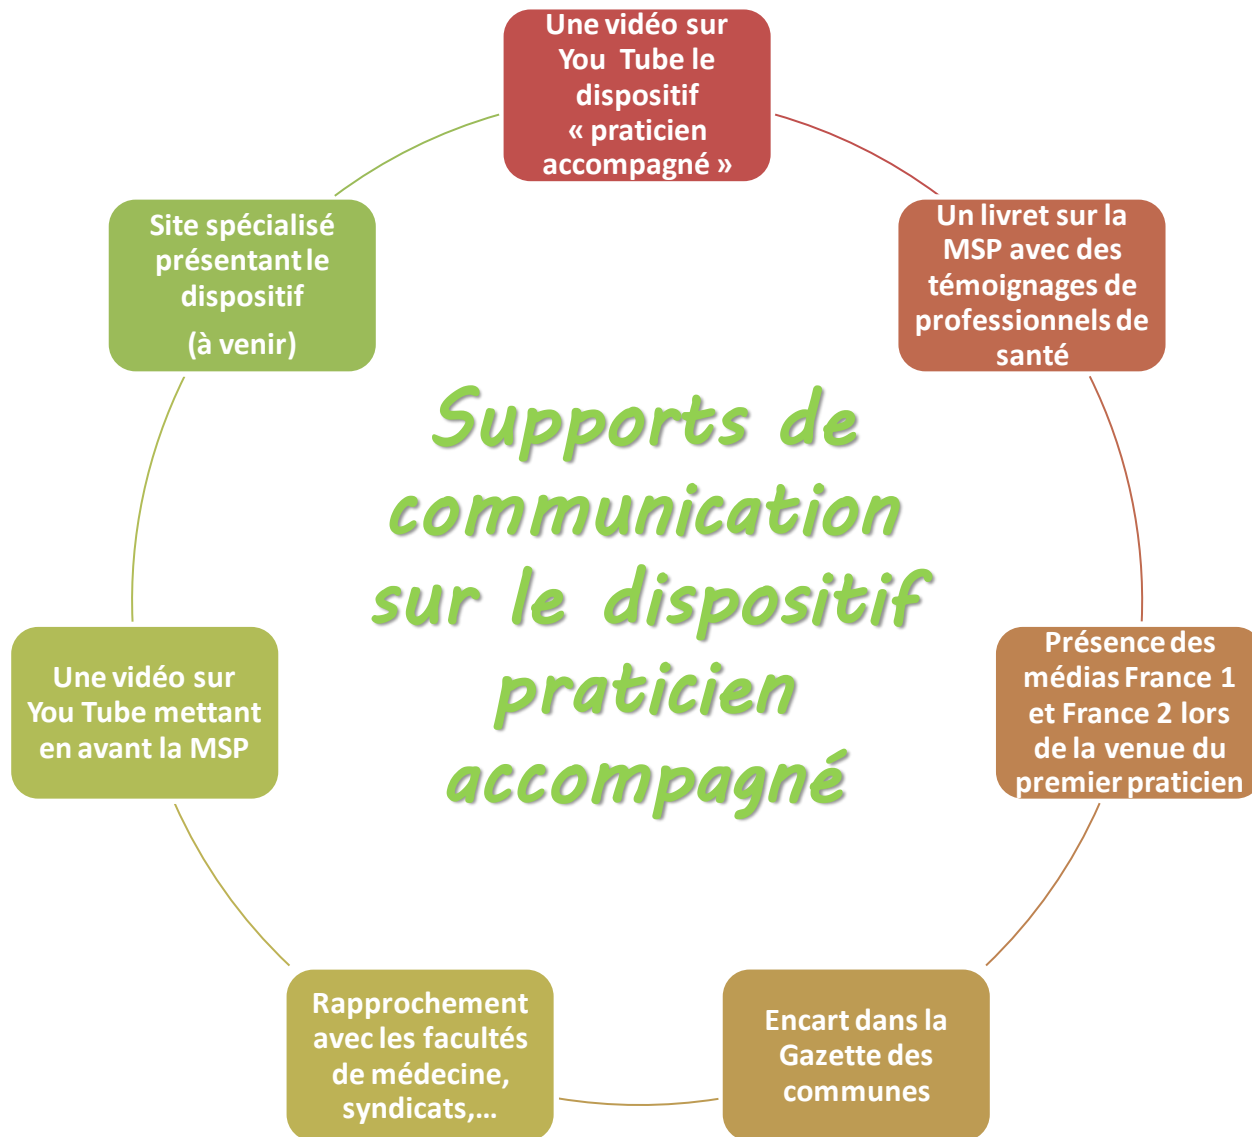 Une vidéo sur
You Tube le
dispositif
« praticien
accompagné »
Un livret sur la
MSP avec des
témoignages de
professionnels de
santé
Présence des
médias France 1
et France 2 lors
de la venue du
premier praticien
Encart dans la
Gazette des
communes
Rapprochement
avec les facultés
de médecine,
syndicats,...
Une vidéo sur
You Tube mettant
en avant la MSP
Site spécialisé
présentant le
dispositif
(à venir)
Supports de
communication
sur le dispositif
praticien
accompagné